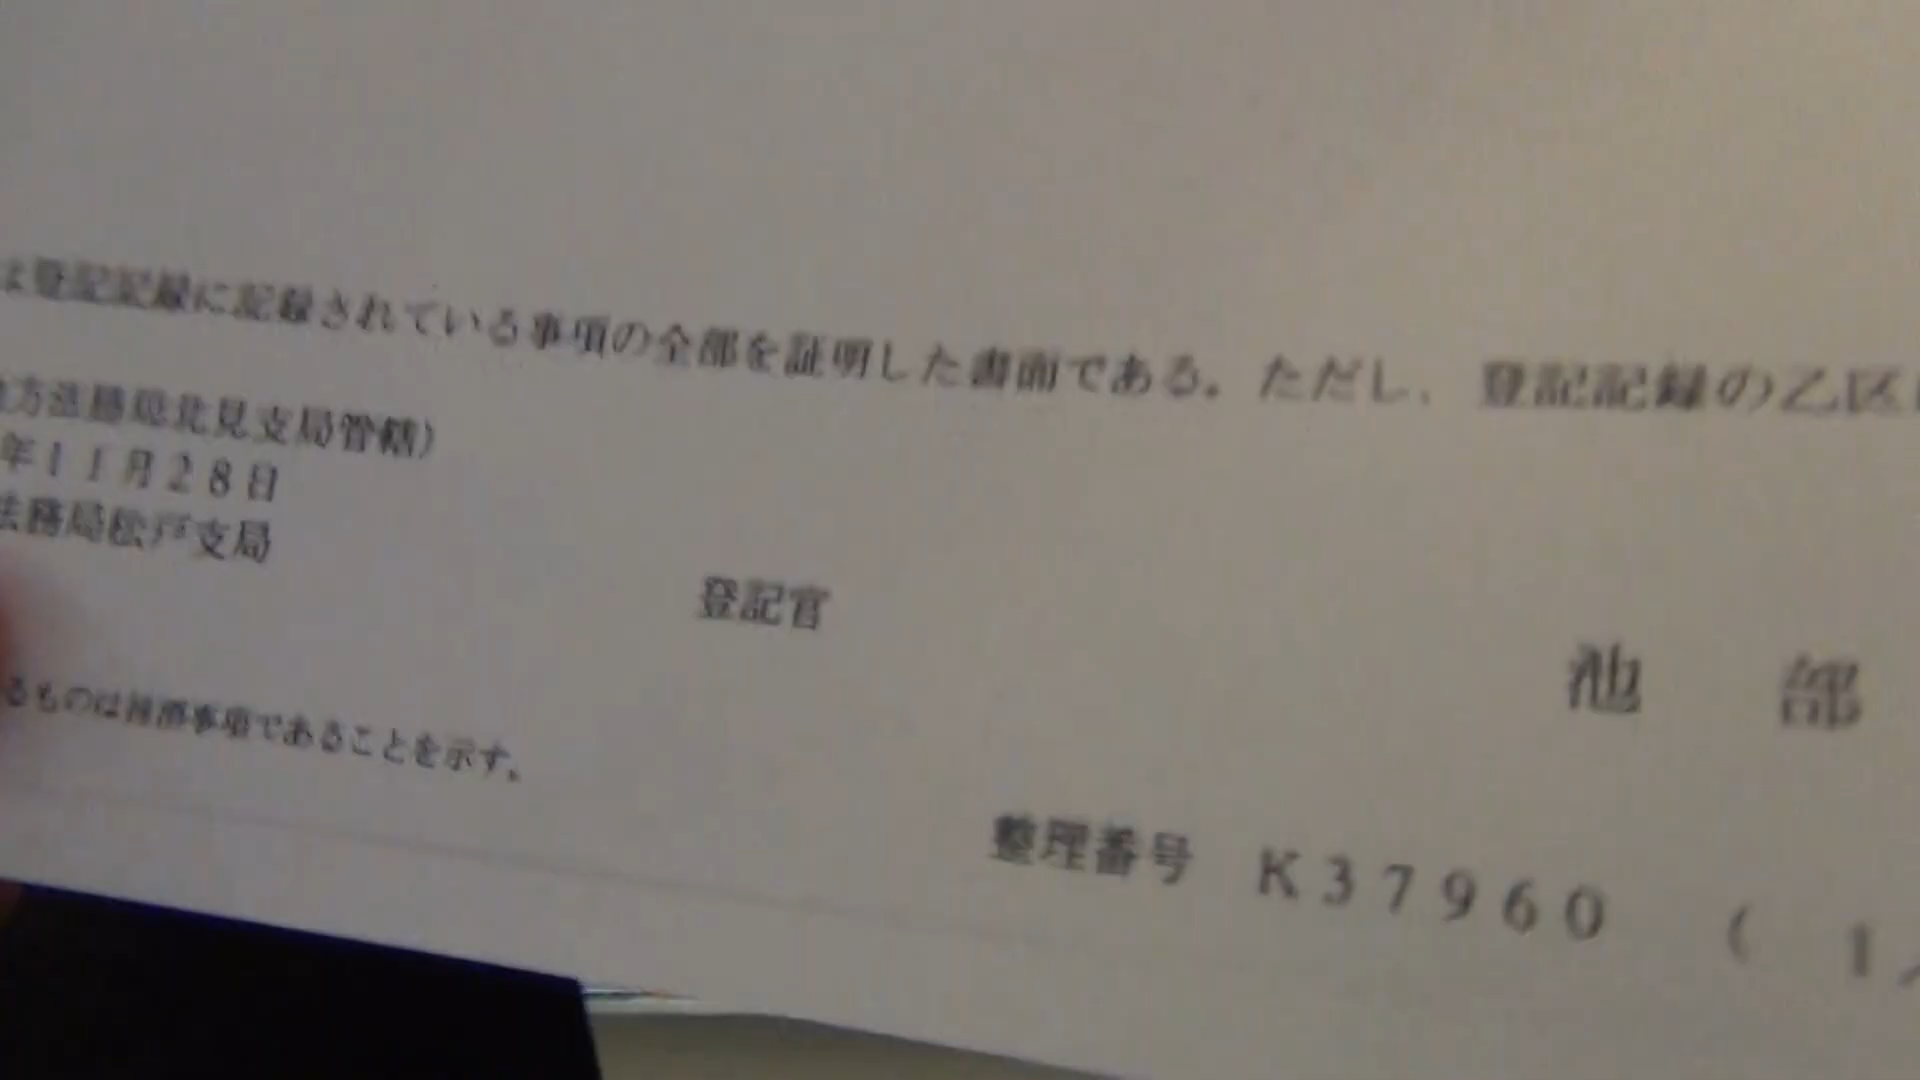 は登記記録に記録されている事項の全部を証明した書面である。ただし、登記記録の乙区に
方法務局北見支局管轄)
年11月28日
法務局松戸支局
登記官
池 部
るものは抹消事項であることを示す。
整理番号 K37960 ( 1/